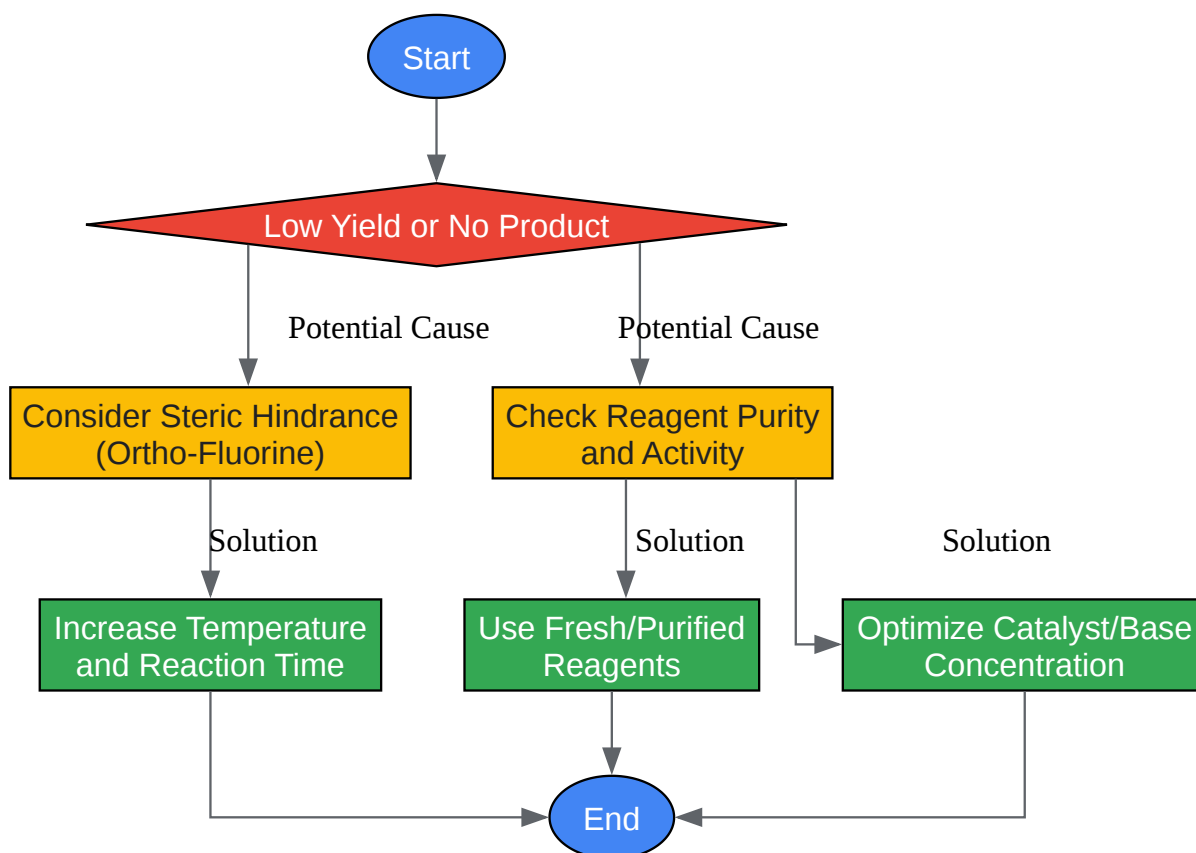 Start
Low Yield or No Product
Potential Cause
Potential Cause
Consider Steric Hindrance
(Ortho-Fluorine)
Check Reagent Purity
and Activity
Solution
Solution
Solution
Increase Temperature
and Reaction Time
Use Fresh/Purified
Reagents
Optimize Catalyst/Base
Concentration
End